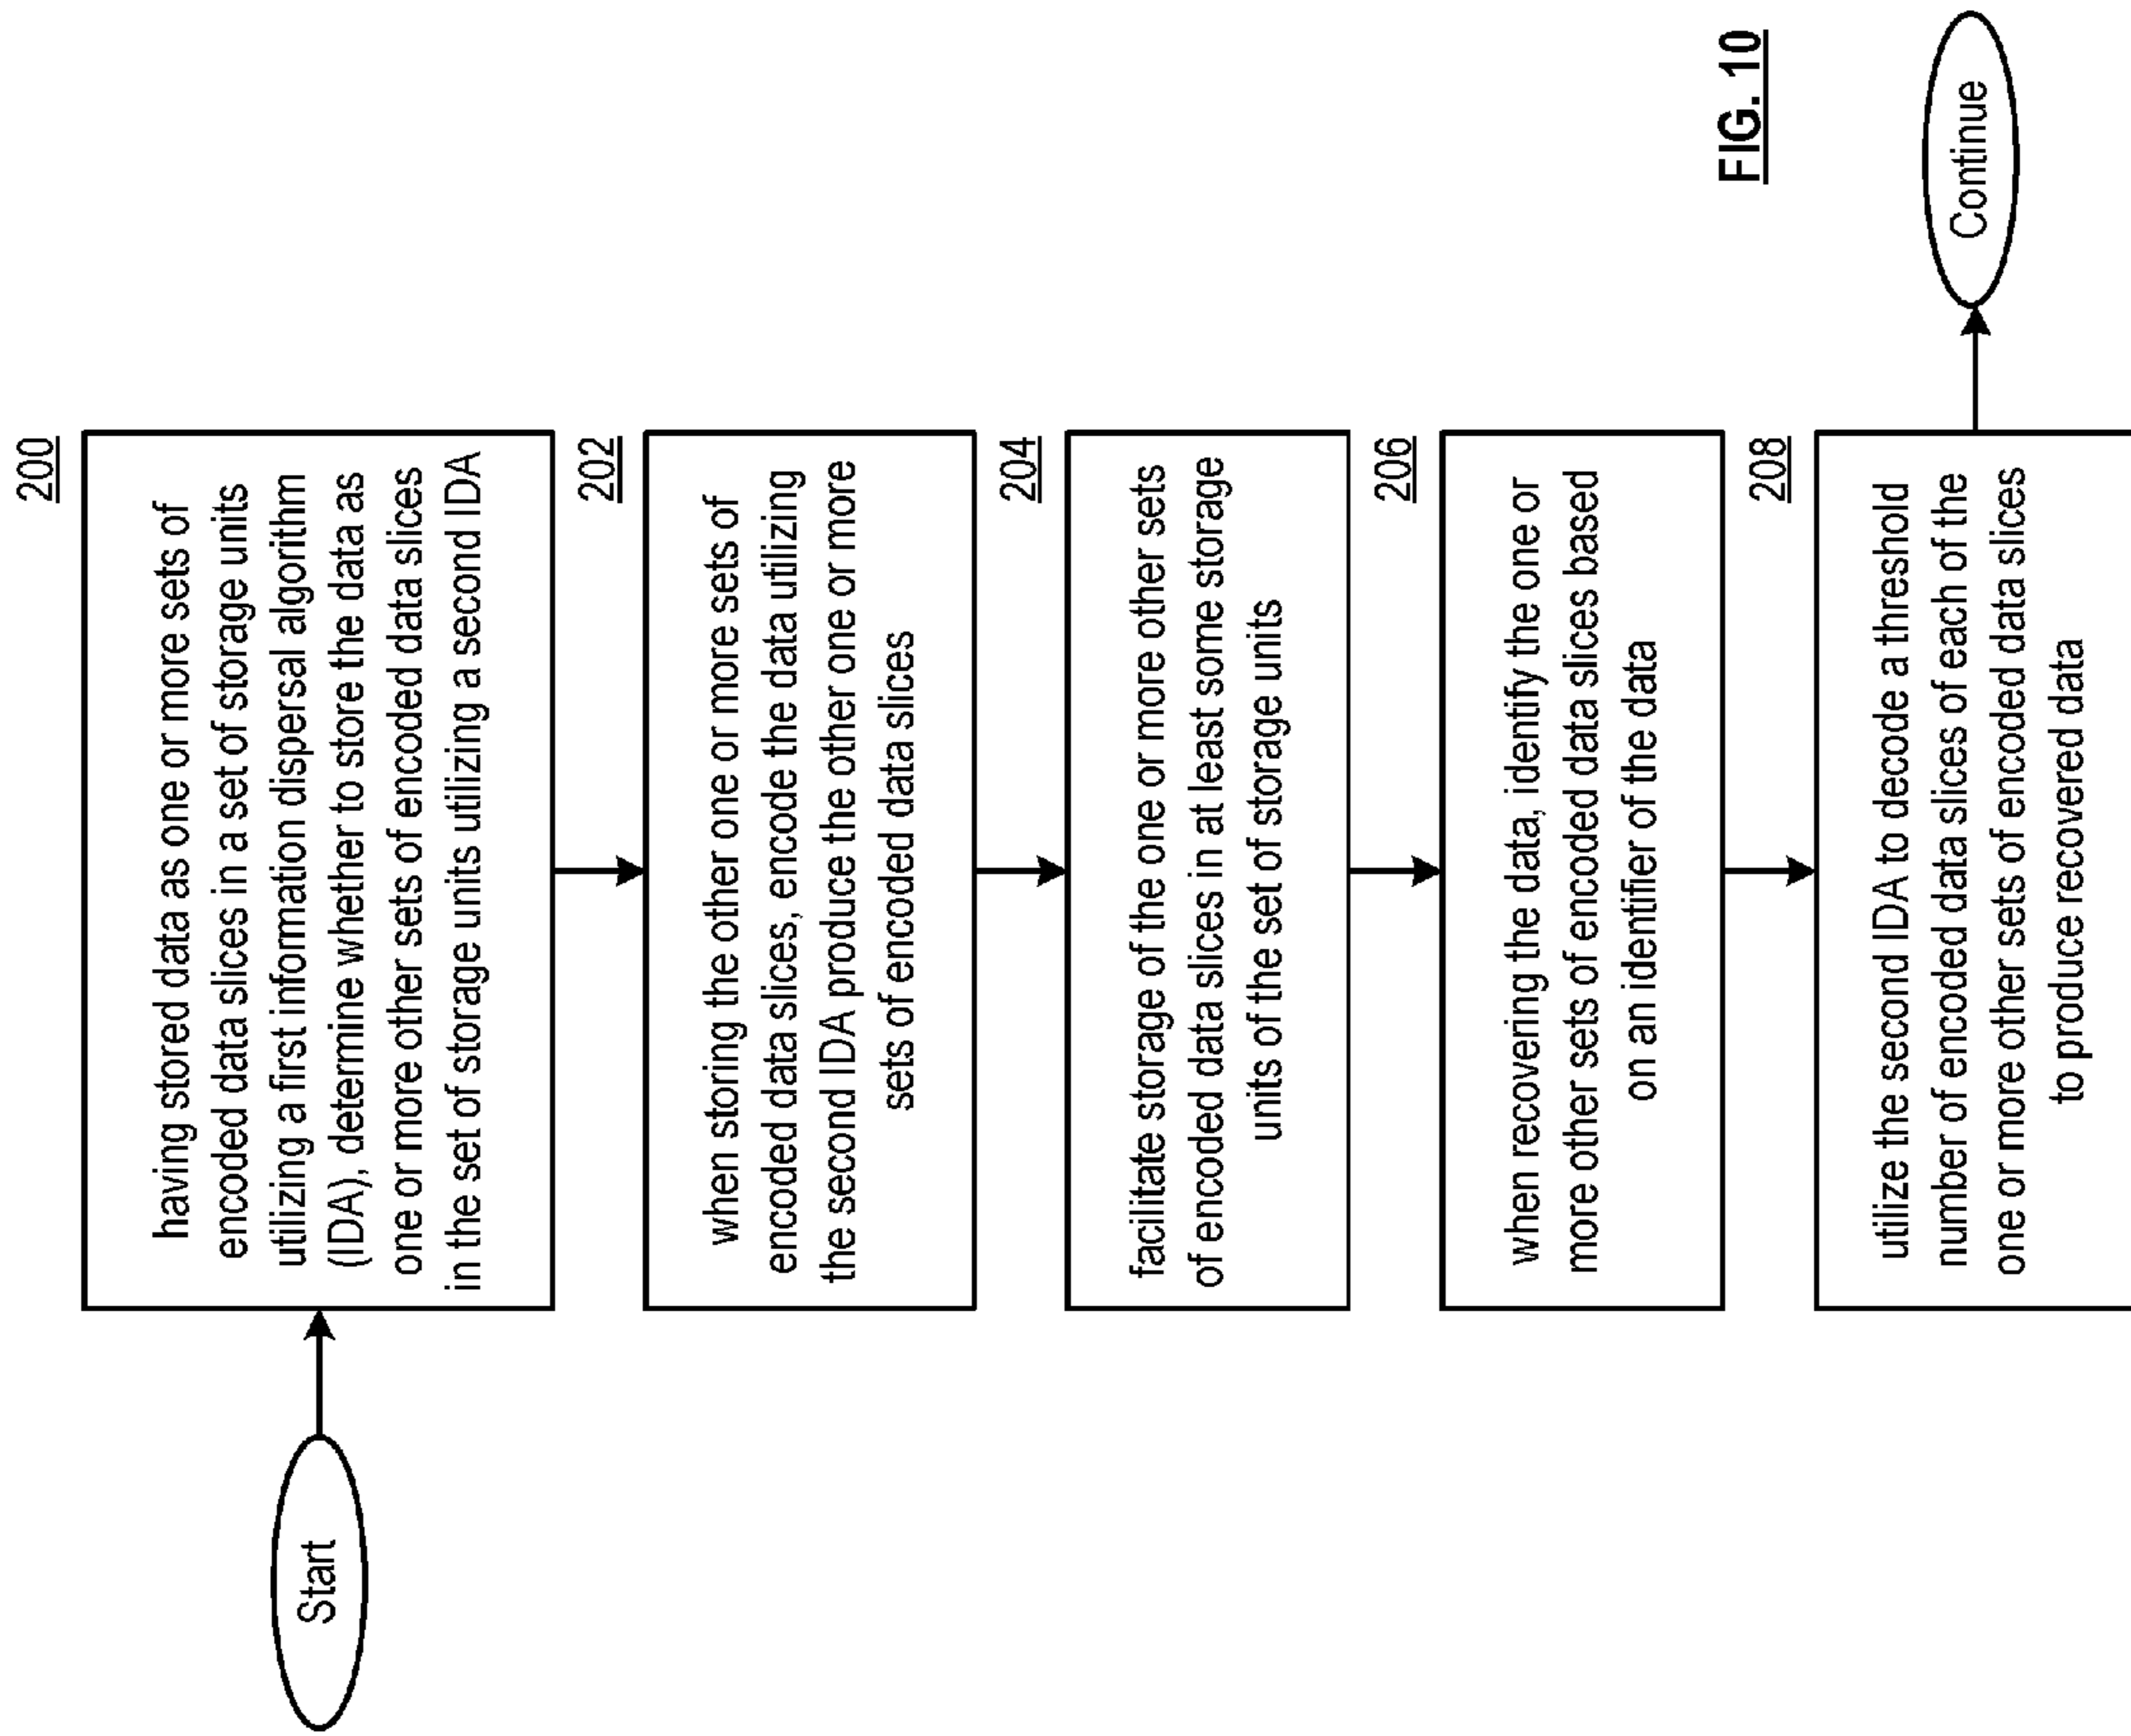 Start
200
having stored data as one or more sets of
encoded data slices in a set of storage units
utilizing a first information dispersal algorithm
(IDA), determine whether to store the data as
one or more other sets of encoded data slices
in the set of storage units utilizing a second IDA
202
when storing the other one or more sets of
encoded data slices, encode the data utilizing
the second IDA produce the other one or more
sets of encoded data slices
204
facilitate storage of the one or more other sets
of encoded data slices in at least some storage
units of the set of storage units
206
when recovering the data, identify the one or
more other sets of encoded data slices based
on an identifier of the data
208
utilize the second IDA to decode a threshold
number of encoded data slices of each of the
one or more other sets of encoded data slices
to produce recovered data
Continue
FIG. 10